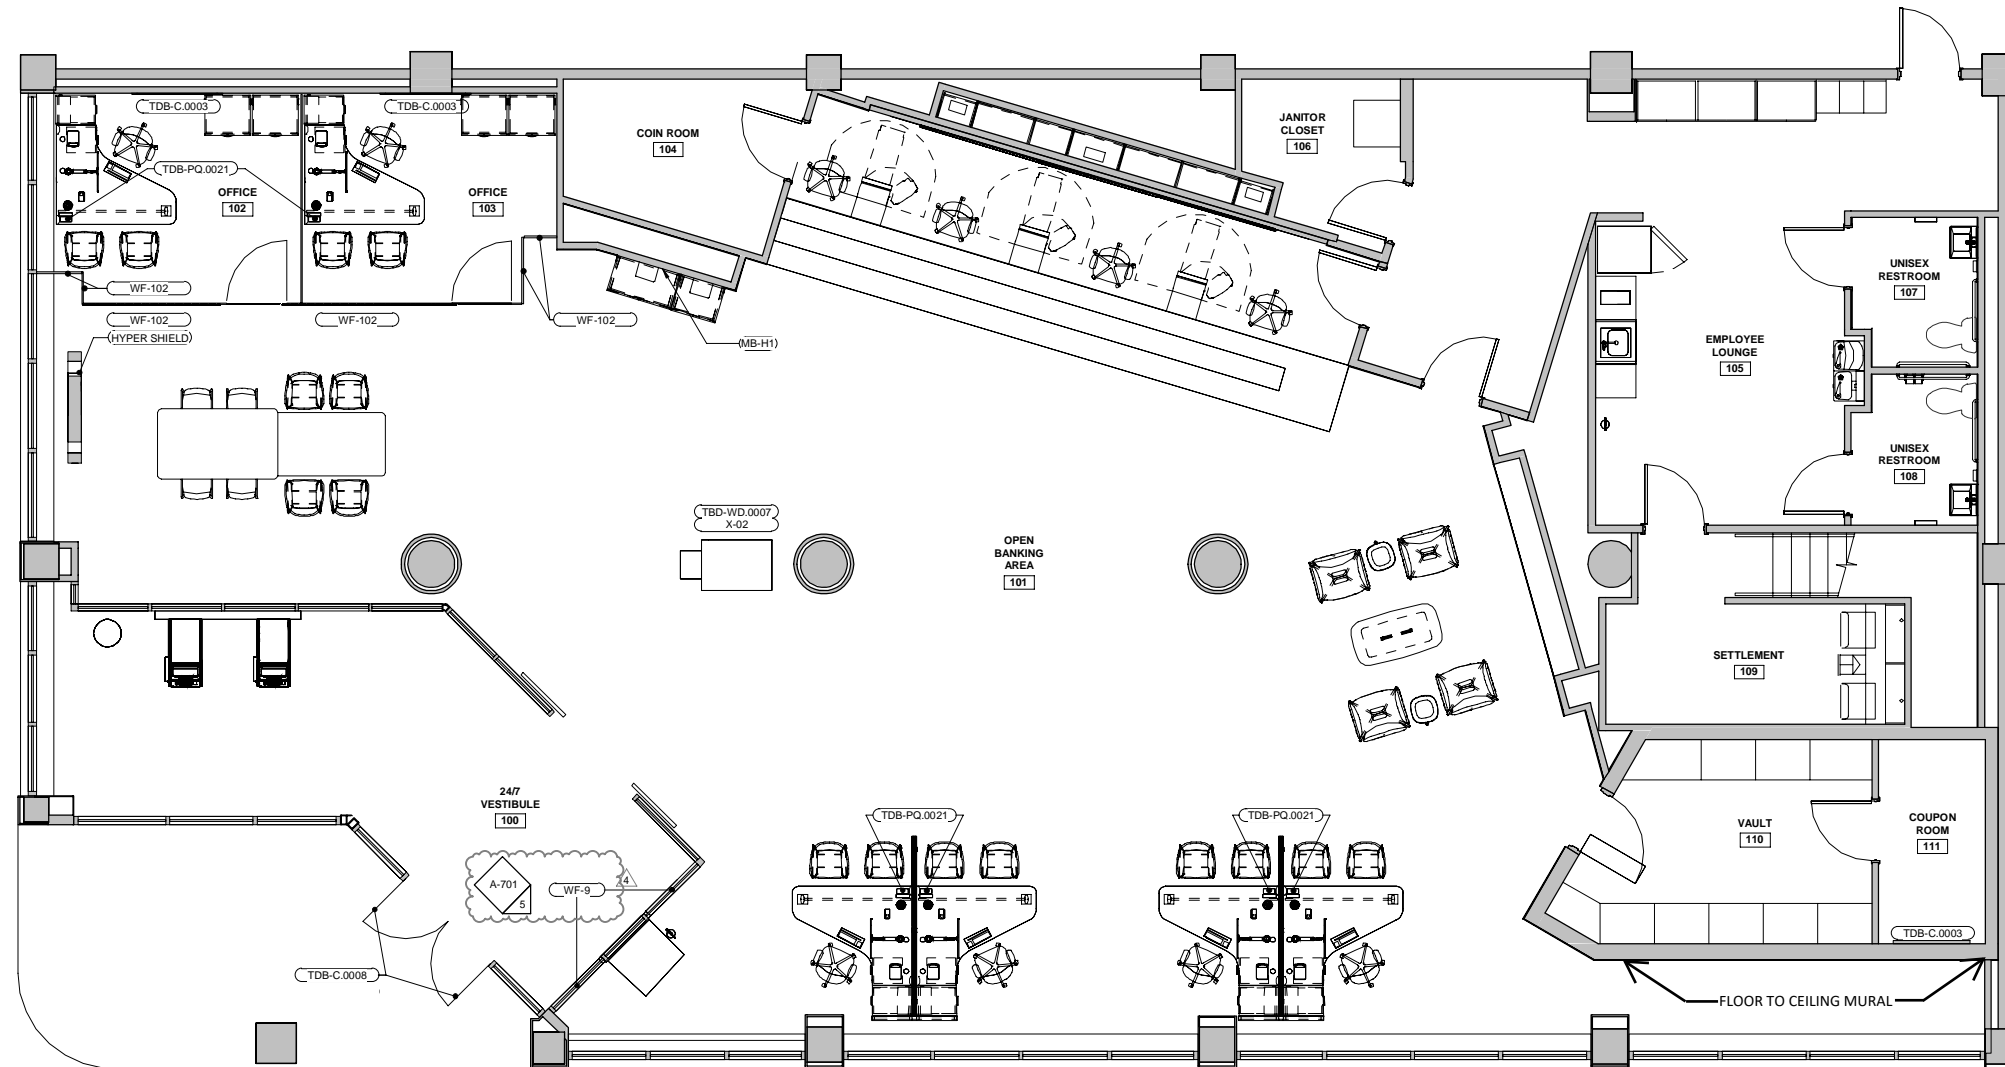 TDB-C.0003
TDB-C.0003
COIN ROOM
104
JANITOR
CLOSET
106
TDB-PQ.0021
OFFICE
102
OFFICE
103
UNISEX
RESTROOM
107
WF-102
WF-102
WF-102
WF-102
(HYPER SHIELD)
(MB-H1)
EMPLOYEE
LOUNGE
105
UNISEX
RESTROOM
108
TBD-WD.0007
X-02
OPEN
BANKING
AREA
101
SETTLEMENT
109
24/7
VESTIBULE
100
TDB-PQ.0021
TDB-PQ.0021
VAULT
110
COUPON
ROOM
111
A-701
5
WF-9
4
TDB-C.0003
TDB-C.0008
FLOOR TO CEILING MURAL